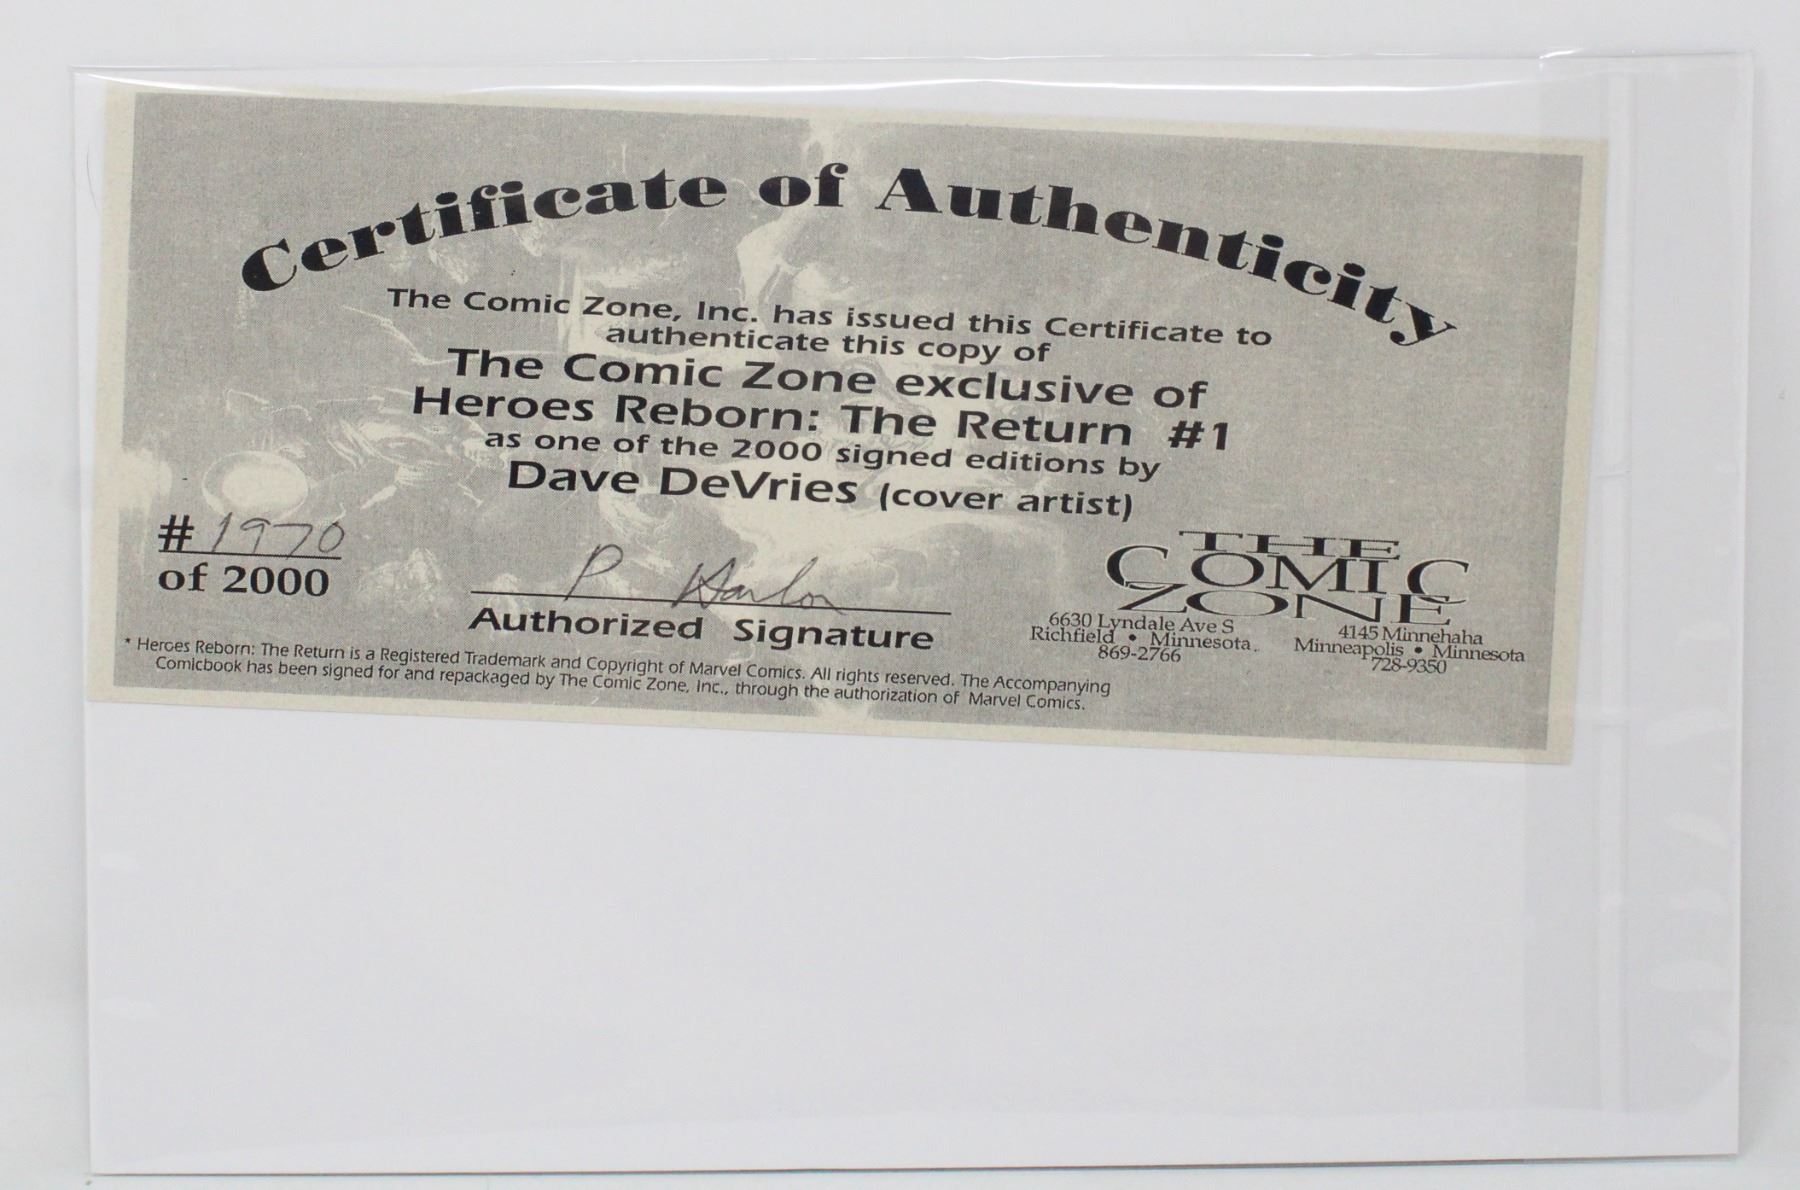 Certificate of Authenticity
The Comic Zone, Inc. has issued this Certificate to
authenticate this copy of
The Comic Zone exclusive of
Heroes Reborn: The Return #1
as one of the 2000 signed editions by
Dave DeVries (cover artist)
# 1970
of 2000
P Hanlon
Authorized Signature
THE
COMIC
ZONE
6630 Lyndale Ave S
Richfield • Minnesota.
869-2766
4145 Minnehaha
Minneapolis • Minnesota
728-9350
* Heroes Reborn: The Return is a Registered Trademark and Copyright of Marvel Comics. All rights reserved. The Accompanying
Comicbook has been signed for and repackaged by The Comic Zone, Inc., through the authorization of Marvel Comics.